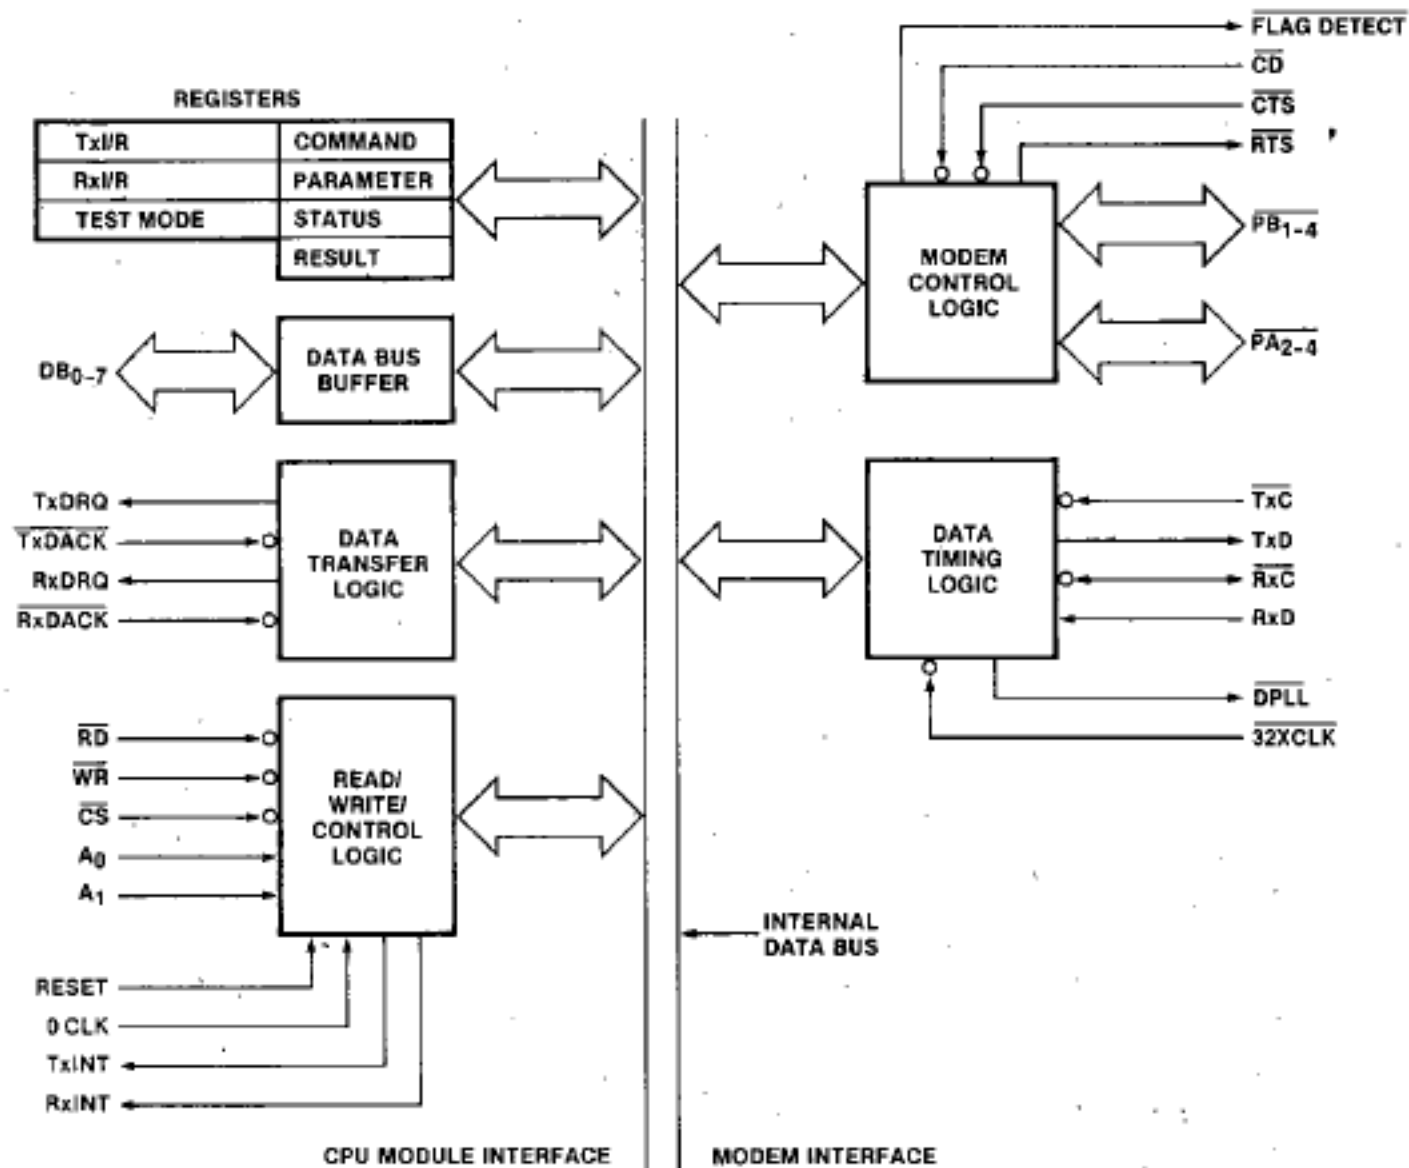 REGISTERS
TxI/R COMMAND
RxI/R PARAMETER
TEST MODE STATUS
RESULT
DB0–7
DATA BUS
BUFFER
TxDRQ
TxDACK
RxDRQ
RxDACK
DATA
TRANSFER
LOGIC
RD
WR
CS
A0
A1
READ/
WRITE/
CONTROL
LOGIC
RESET
0 CLK
TxINT
RxINT
CPU MODULE INTERFACE
FLAG DETECT
CD
CTS
RTS
MODEM
CONTROL
LOGIC
PB1–4
PA2–4
DATA
TIMING
LOGIC
TxC
TxD
RxC
RxD
DPLL
32XCLK
INTERNAL
DATA BUS
MODEM INTERFACE